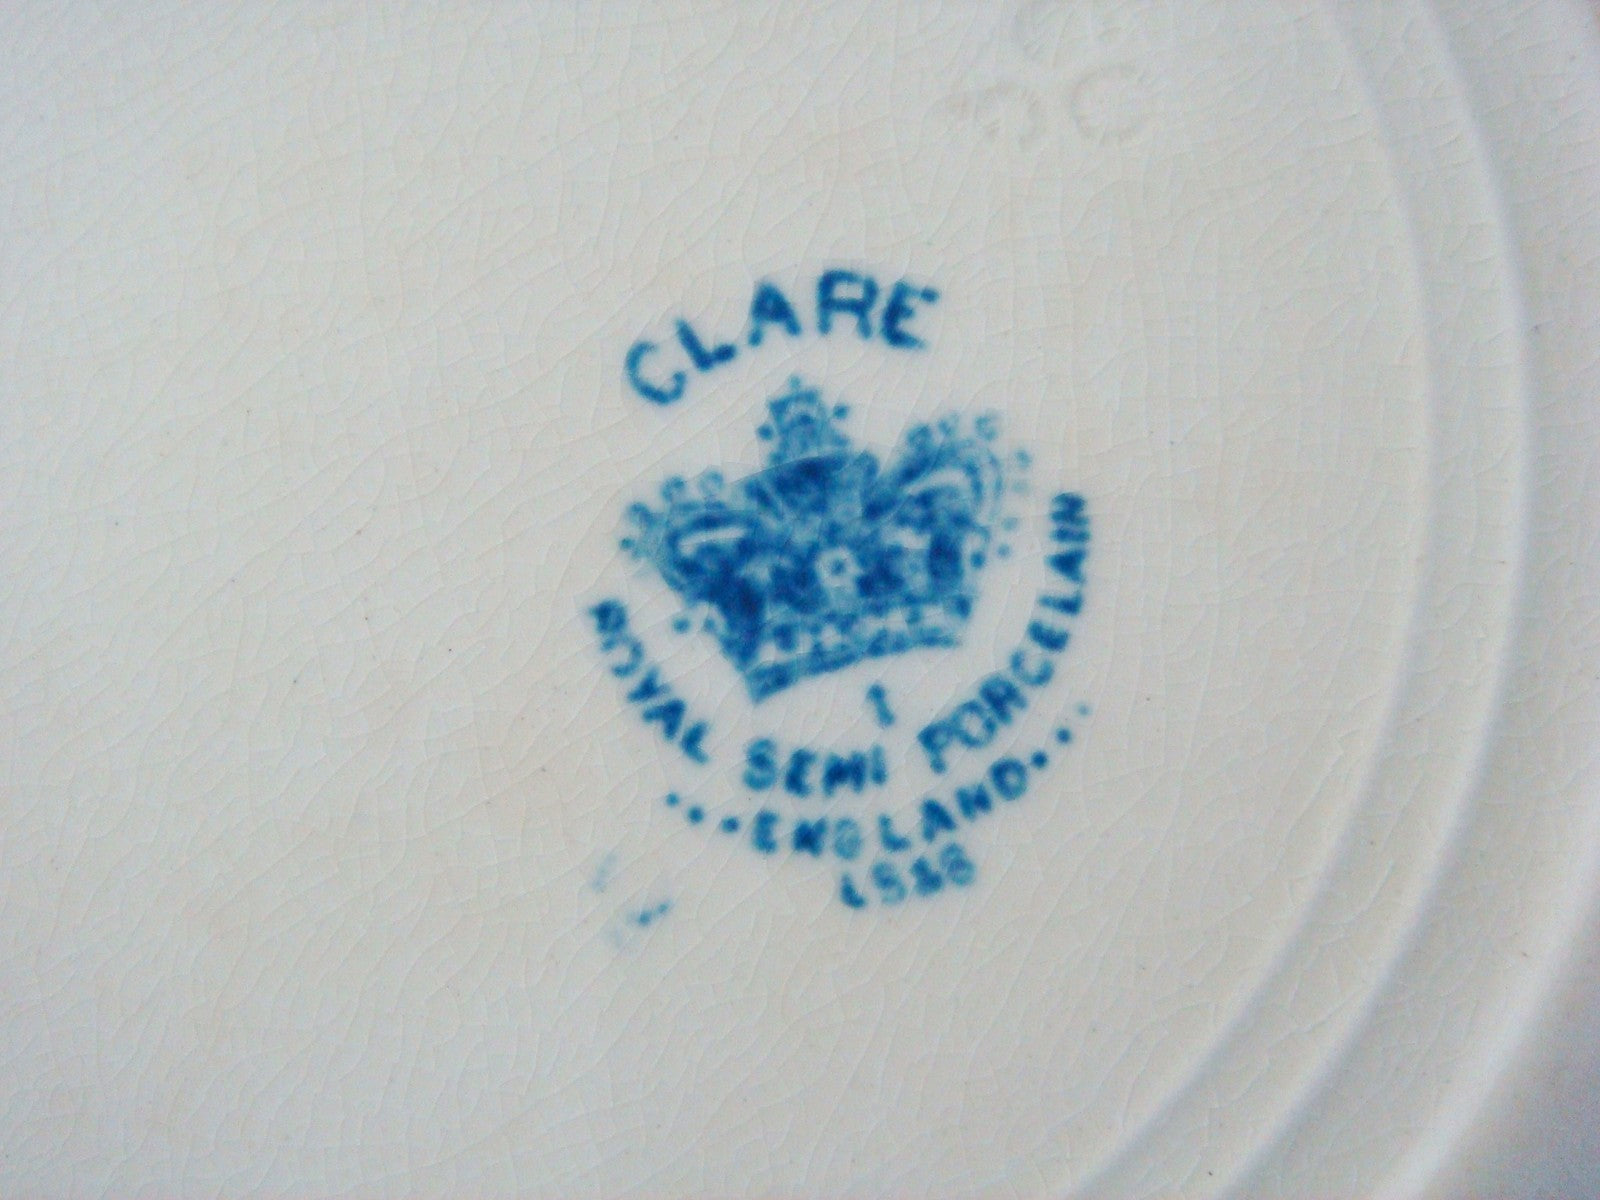 CLARE
1
ROYAL SEMI PORCELAIN
...ENGLAND...